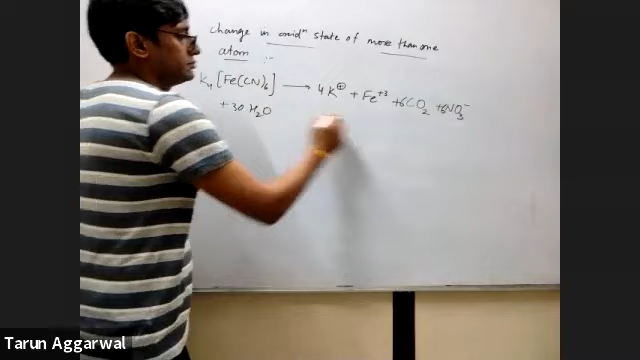 change in oxidⁿ state of more than one
atom :-
K₄[Fe(CN)₆] ⟶ 4K⊕ + Fe⁺³ + 6CO₂ + 6NO₃⁻
+ 30 H₂O
Tarun Aggarwal